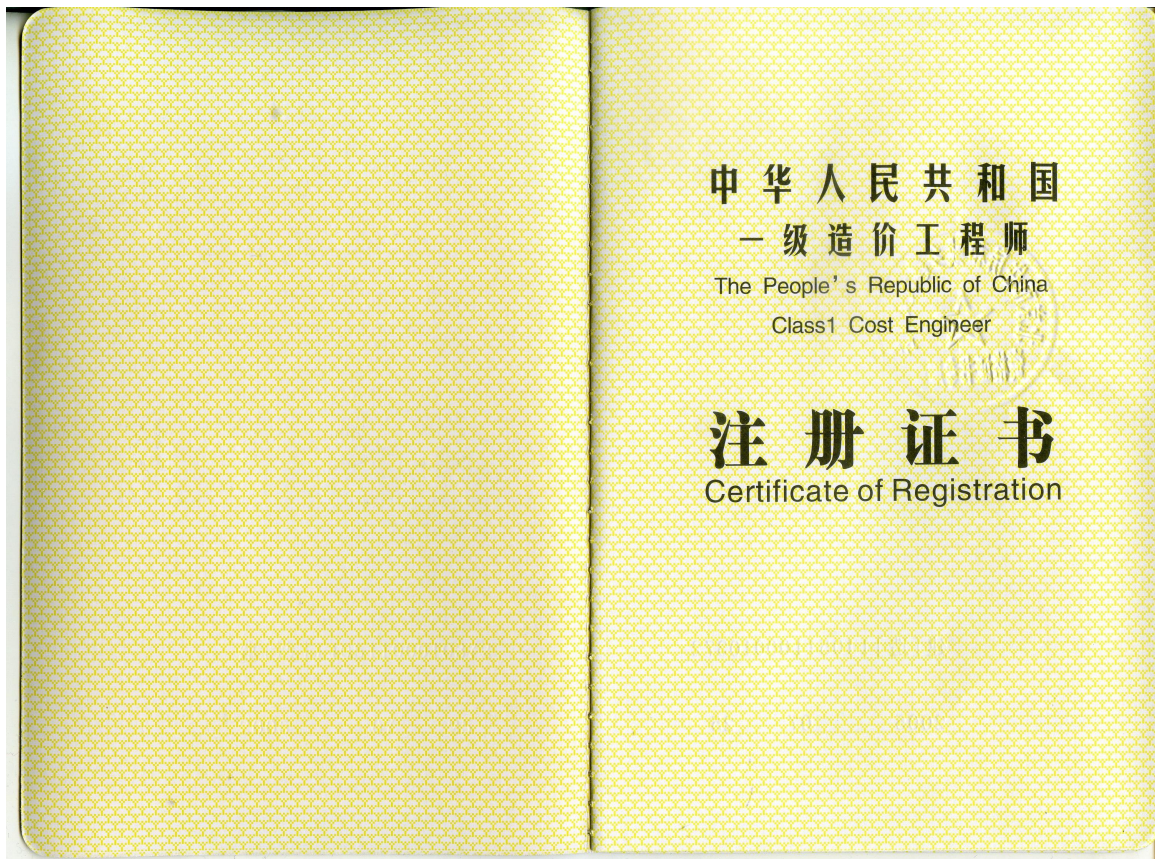 中华人民共和国
一级造价工程师
The People's Republic of China
Class1 Cost Engineer
注册证书
Certificate of Registration